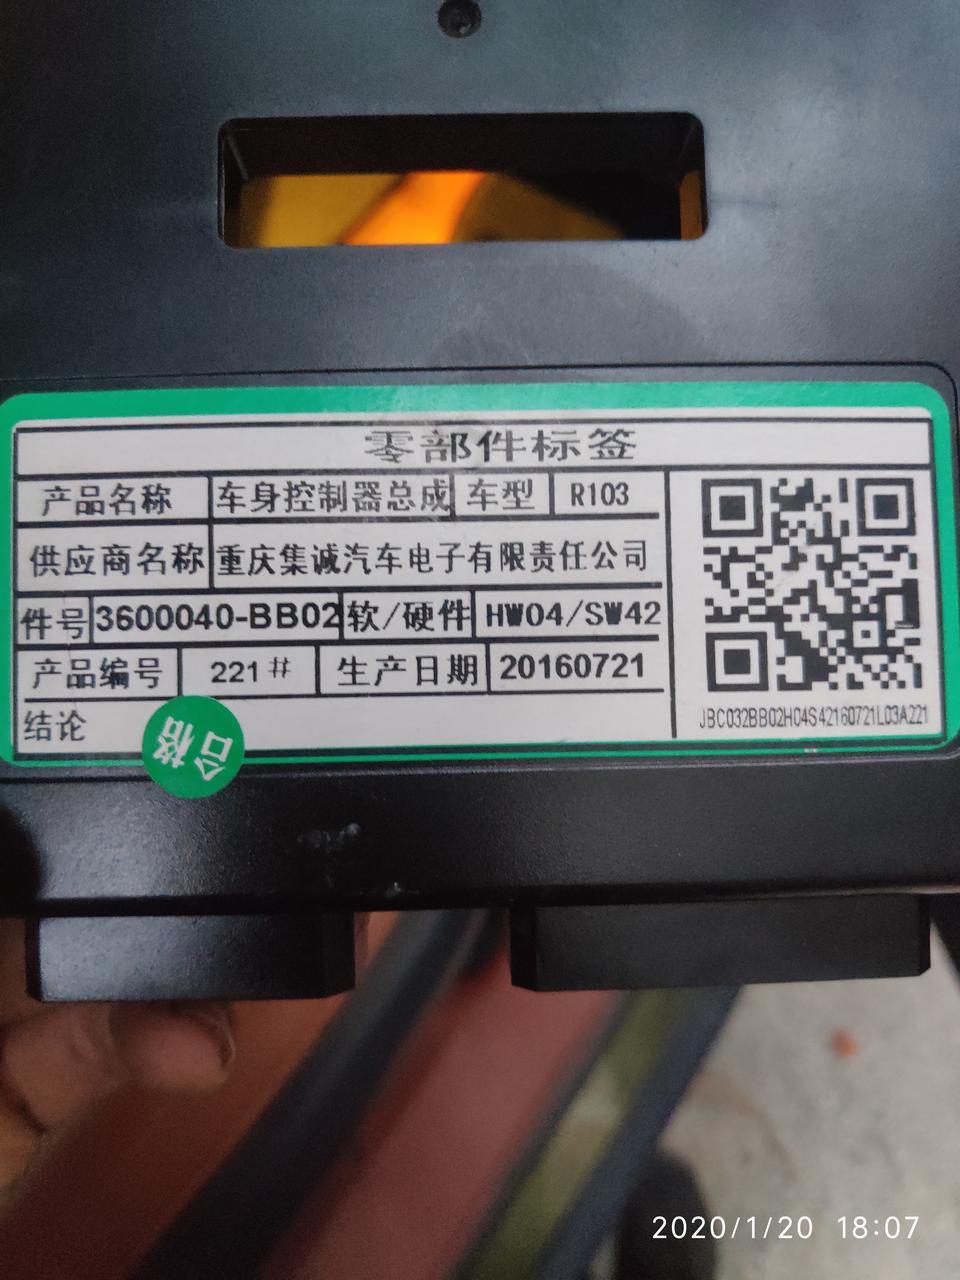 零部件标签
产品名称 车身控制器总成 车型 R103
供应商名称 重庆集诚汽车电子有限责任公司
件号 3600040-BB02 软/硬件 HW04/SW42
产品编号 221# 生产日期 20160721
结论 合格
JBC032BB02H04S42160721L03A221
2020/1/20 18:07